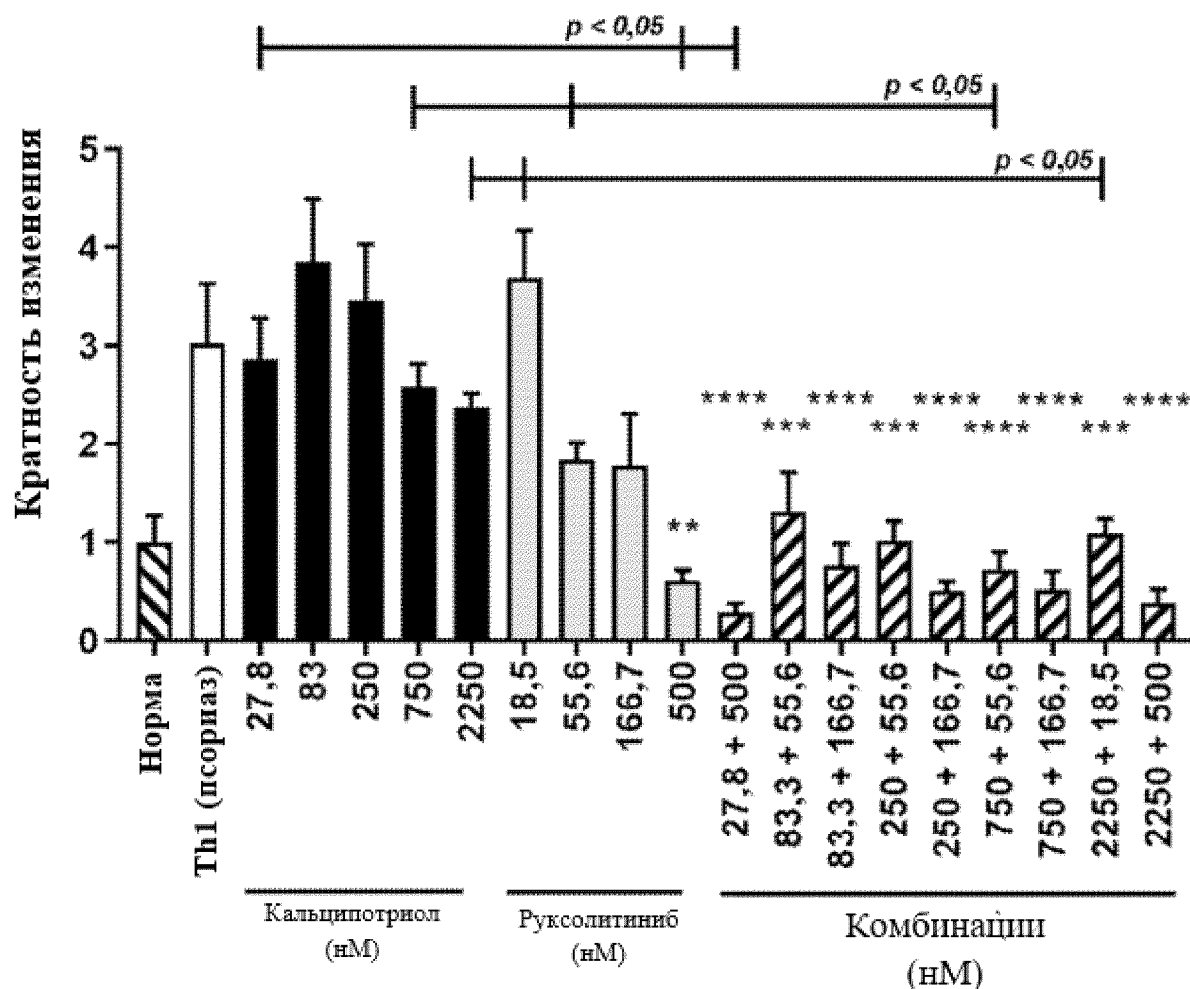 p < 0,05
p < 0,05
p < 0,05
Кратность изменения
5
4
3
2
1
0
****
***
****
***
****
****
****
***
****
**
Норма
Th1 (псориаз)
27,8
83
250
750
2250
18,5
55,6
166,7
500
27,8 + 500
83,3 + 55,6
83,3 + 166,7
250 + 55,6
250 + 166,7
750 + 55,6
750 + 166,7
2250 + 18,5
2250 + 500
Кальципотриол
(нМ)
Руксолитиниб
(нМ)
Комбинации
(нМ)